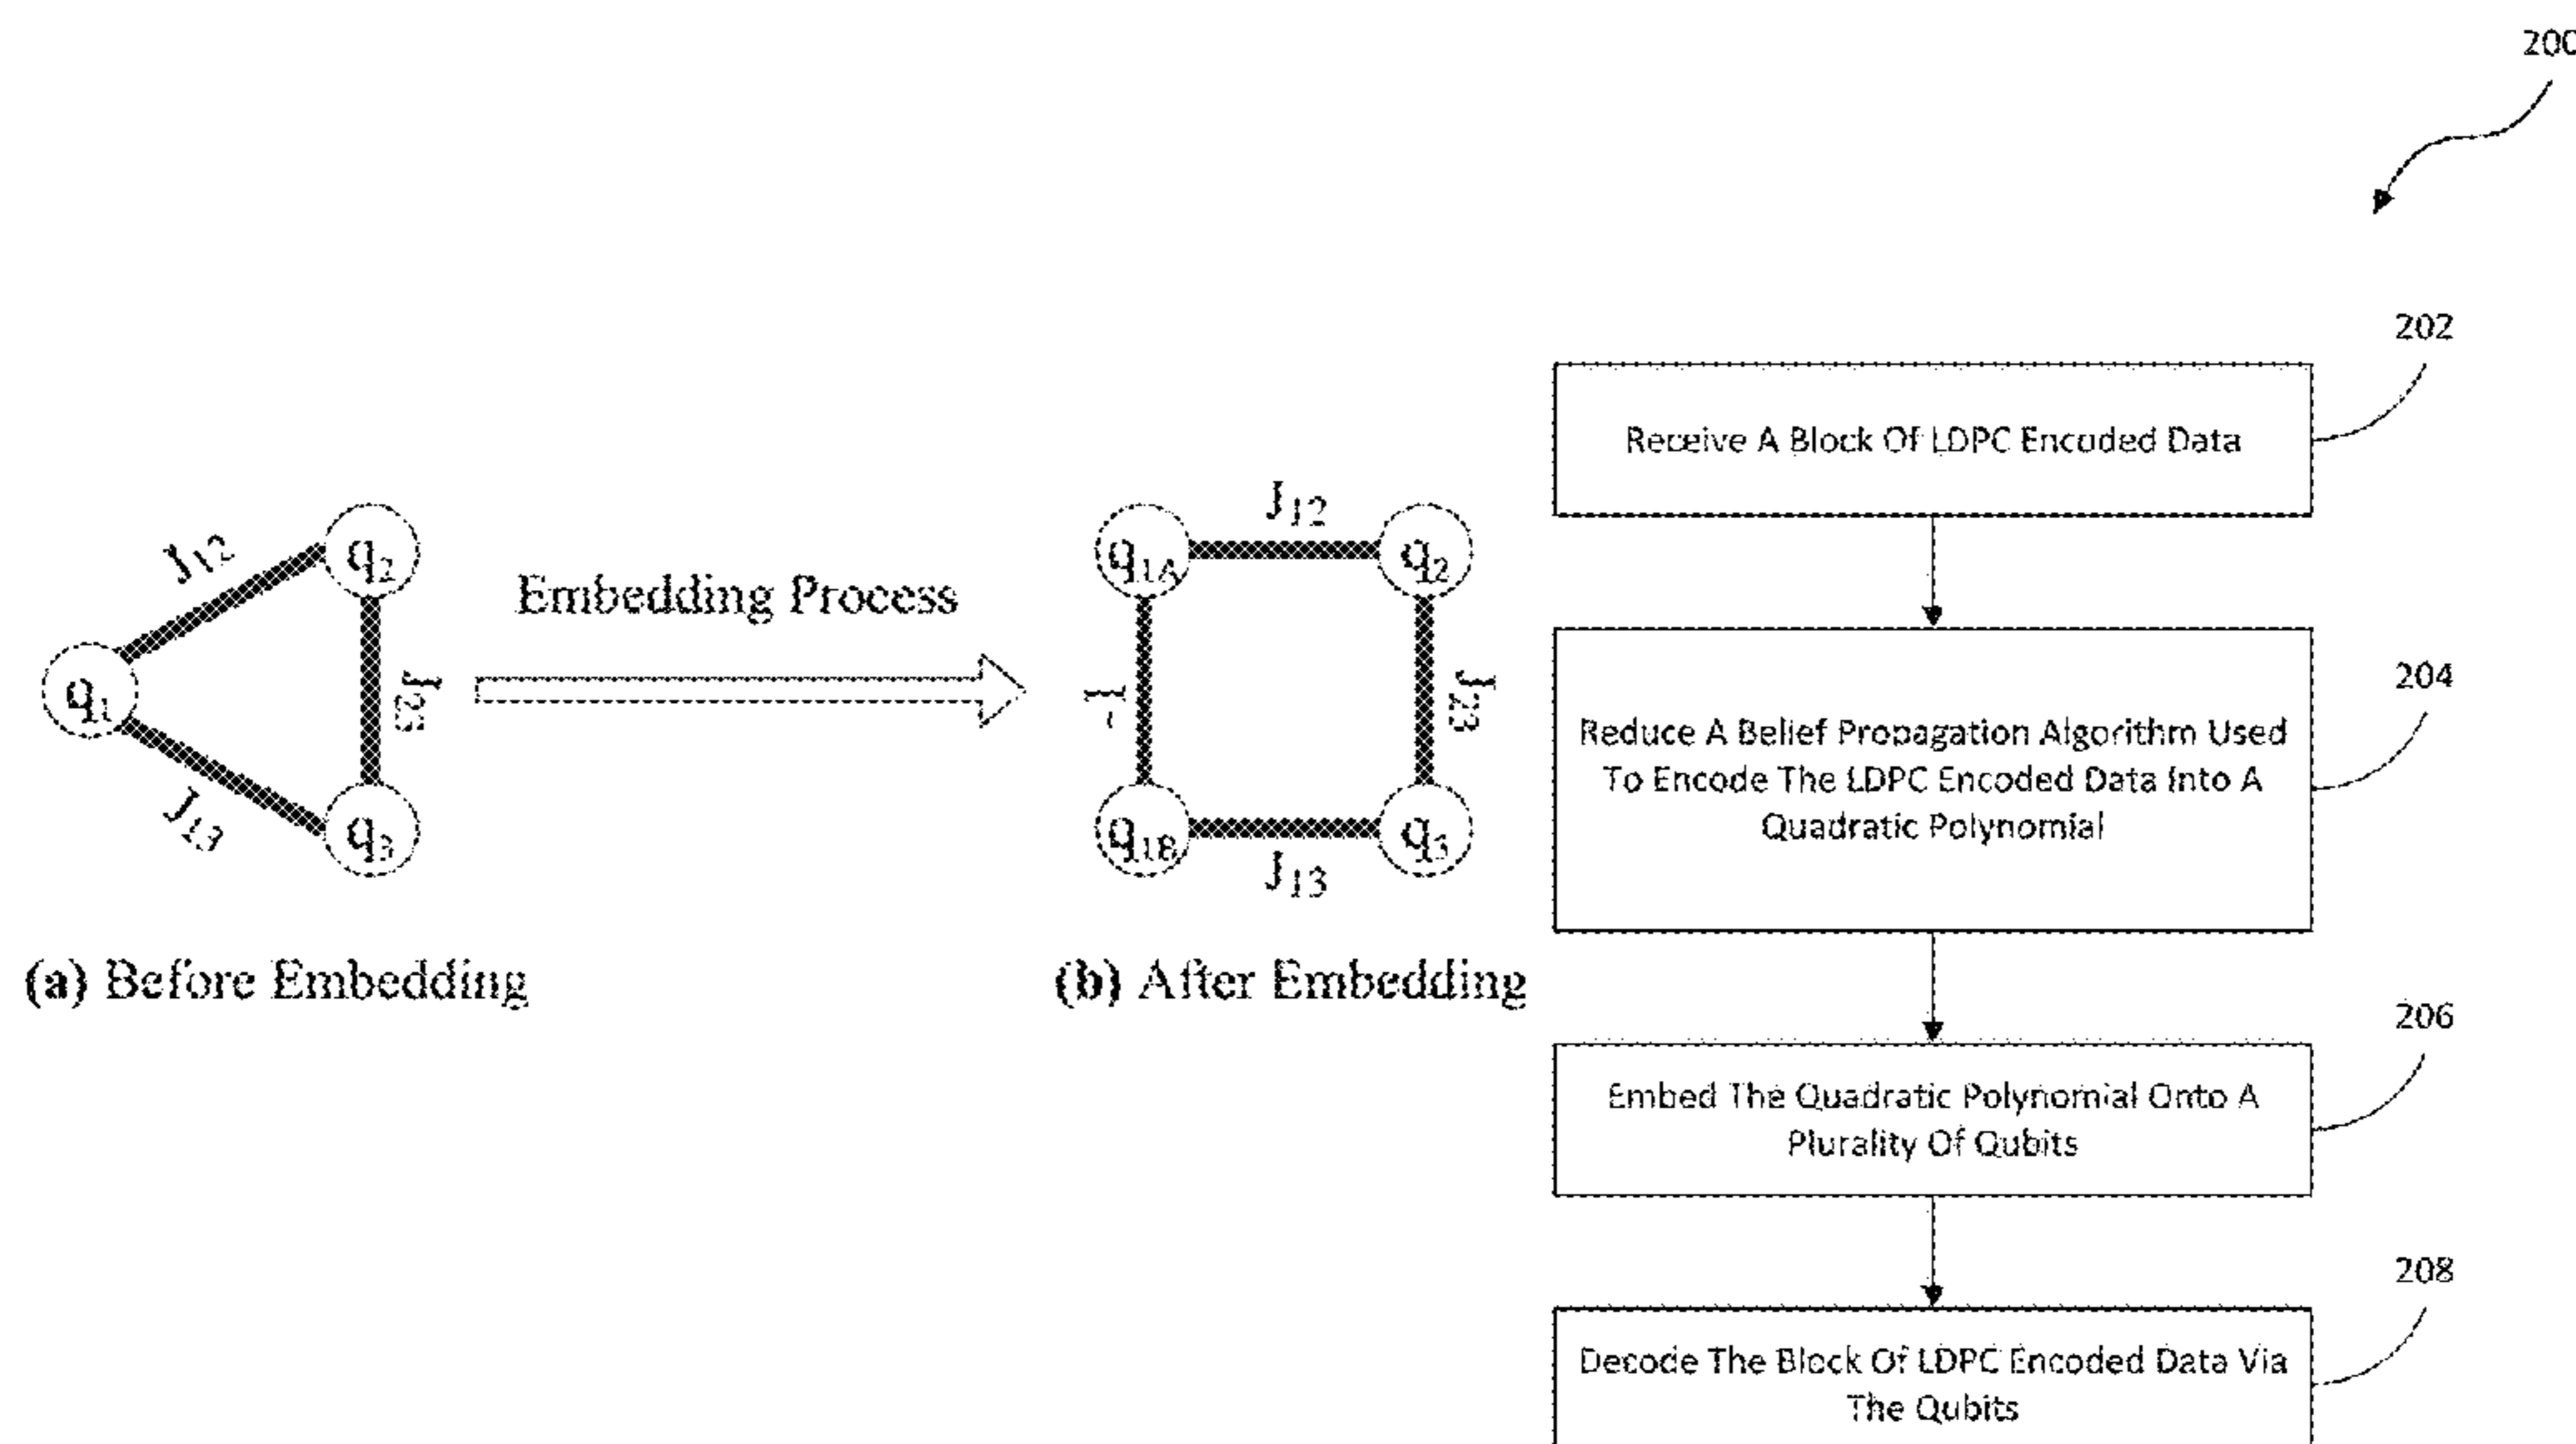 200
202
Receive A Block Of LDPC Encoded Data
204
Reduce A Belief Propagation Algorithm Used
To Encode The LDPC Encoded Data Into A
Quadratic Polynomial
206
Embed The Quadratic Polynomial Onto A
Plurality Of Qubits
208
Decode The Block Of LDPC Encoded Data Via
The Qubits
J12
q2
q1
J23
J13
q3
(a) Before Embedding
Embedding Process
J12
q1A
q2
J23
q1B
q3
J13
(b) After Embedding